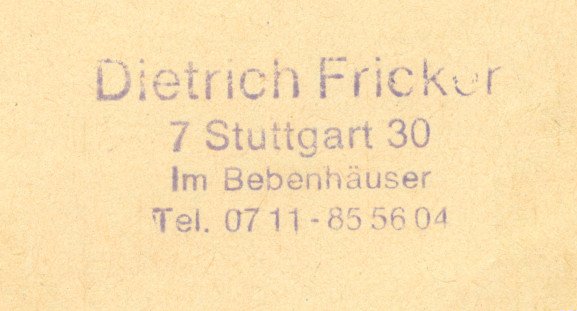 Dietrich Fricker
7 Stuttgart 30
Im Bebenhäuser
Tel. 0711-855604